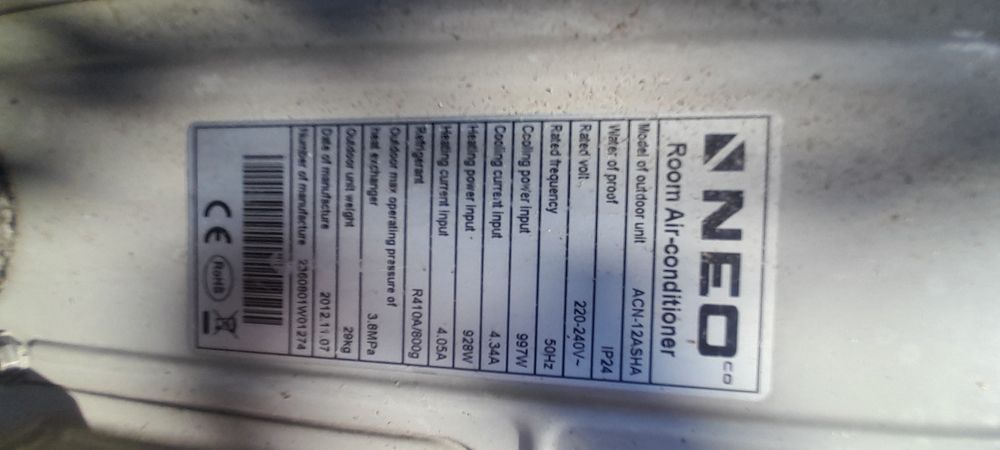 NEO
CO
Room Air-conditioner
Model of outdoor unit ACN-12ASHA
Water of proof IP24
Rated volt. 220-240V~
Rated frequency 50Hz
Cooling power input 997W
Cooling current input 4.34A
Heating power input 928W
Heating current input 4.05A
Refrigerant R410A/800g
Outdoor max operating pressure of
heat exchanger 3.8MPa
Outdoor unit weight 29kg
Date of manufacture 2012.11.07
Number of manufacture 2360801W01274
CE RoHS